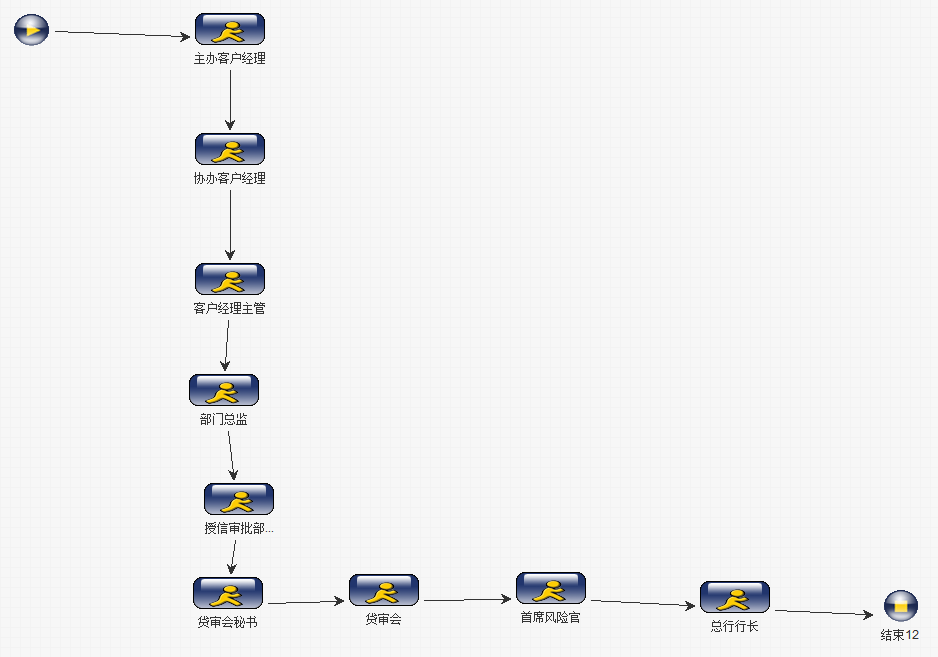 主办客户经理
协办客户经理
客户经理主管
部门总监
授信审批部...
贷审会秘书
贷审会
首席风险官
总行行长
结束12